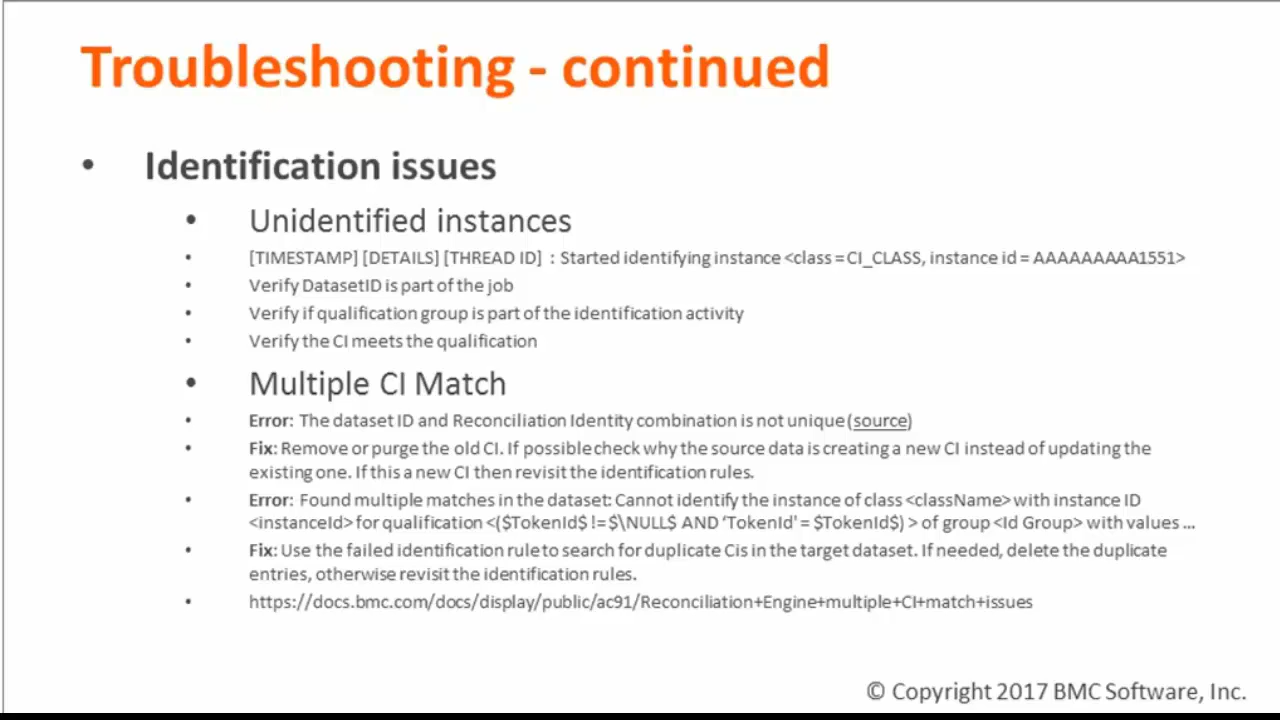 Troubleshooting - continued
• Identification issues
• Unidentified instances
• [TIMESTAMP] [DETAILS] [THREAD ID] : Started identifying instance <class = CI_CLASS, instance id = AAAAAAAAA1551>
• Verify DatasetID is part of the job
• Verify if qualification group is part of the identification activity
• Verify the CI meets the qualification
• Multiple CI Match
• Error: The dataset ID and Reconciliation Identity combination is not unique (source)
• Fix: Remove or purge the old CI. If possible check why the source data is creating a new CI instead of updating the
existing one. If this a new CI then revisit the identification rules.
• Error: Found multiple matches in the dataset: Cannot identify the instance of class <className> with instance ID
<instanceId> for qualification <($TokenId$ != $\NULL$ AND ‘TokenId' = $TokenId$) > of group <Id Group> with values ...
• Fix: Use the failed identification rule to search for duplicate Cis in the target dataset. If needed, delete the duplicate
entries, otherwise revisit the identification rules.
• https://docs.bmc.com/docs/display/public/ac91/Reconciliation+Engine+multiple+CI+match+issues
© Copyright 2017 BMC Software, Inc.